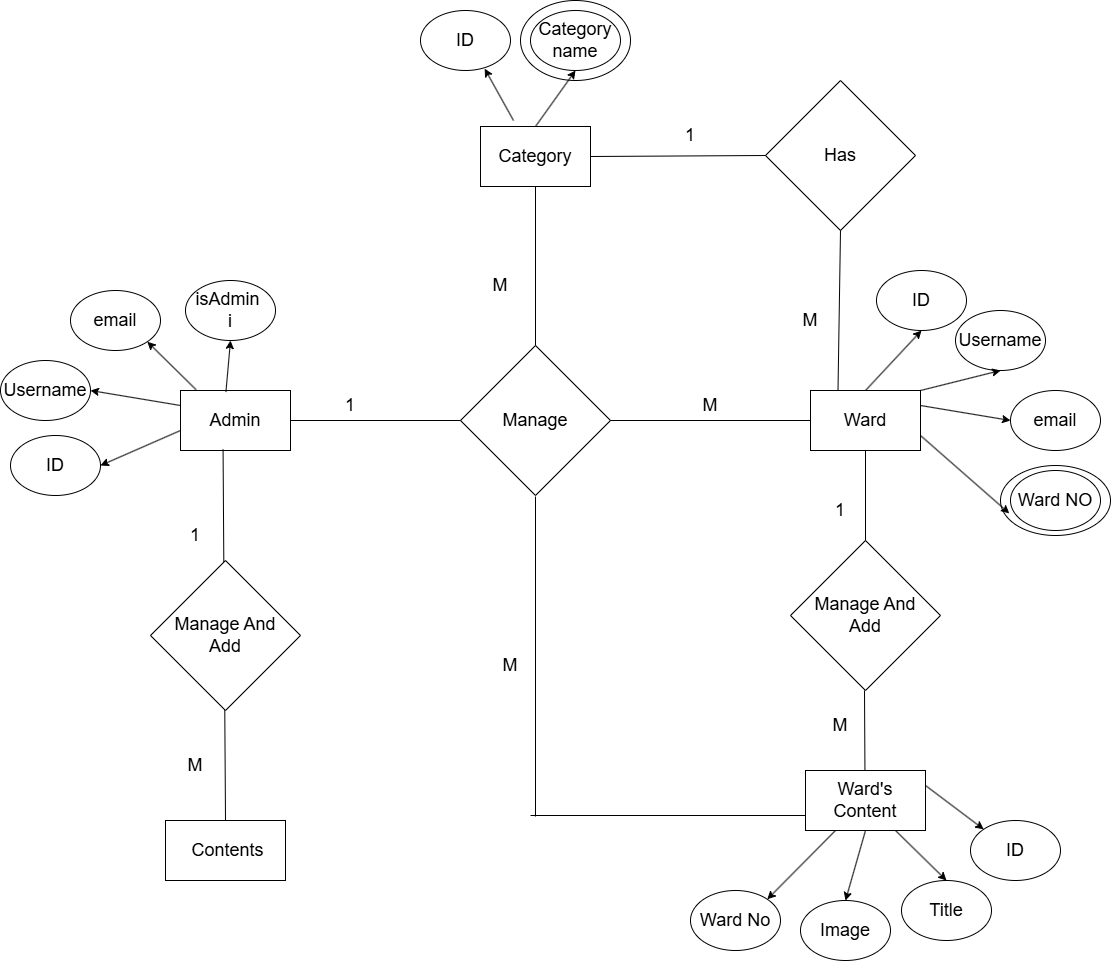 ID
Category
name
1
Category
Has
M
ID
M
isAdmin
i
email
Username
Username
1
M
Admin
Manage
Ward
email
ID
Ward NO
1
1
Manage And
Add
Manage And
Add
M
M
M
Ward's
Content
Contents
ID
Ward No
Image
Title